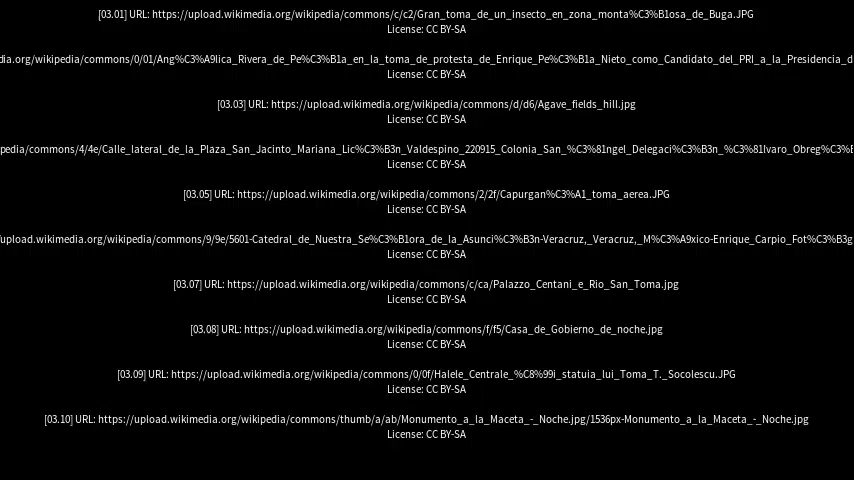 [03.01] URL: https://upload.wikimedia.org/wikipedia/commons/c/c2/Gran_toma_de_un_insecto_en_zona_monta%C3%B1osa_de_Buga.JPG
License: CC BY-SA
dia.org/wikipedia/commons/0/01/Ang%C3%A9lica_Rivera_de_Pe%C3%B1a_en_la_toma_de_protesta_de_Enrique_Pe%C3%B1a_Nieto_como_Candidato_del_PRI_a_la_Presidencia_d
License: CC BY-SA
[03.03] URL: https://upload.wikimedia.org/wikipedia/commons/d/d6/Agave_fields_hill.jpg
License: CC BY-SA
pedia/commons/4/4e/Calle_lateral_de_la_Plaza_San_Jacinto_Mariana_Lic%C3%B3n_Valdespino_220915_Colonia_San_%C3%81ngel_Delegaci%C3%B3n_%C3%81lvaro_Obreg%C3%B
License: CC BY-SA
[03.05] URL: https://upload.wikimedia.org/wikipedia/commons/2/2f/Capurgan%C3%A1_toma_aerea.JPG
License: CC BY-SA
/upload.wikimedia.org/wikipedia/commons/9/9e/5601-Catedral_de_Nuestra_Se%C3%B1ora_de_la_Asunci%C3%B3n-Veracruz,_Veracruz,_M%C3%A9xico-Enrique_Carpio_Fot%C3%B3g
License: CC BY-SA
[03.07] URL: https://upload.wikimedia.org/wikipedia/commons/c/ca/Palazzo_Centani_e_Rio_San_Toma.jpg
License: CC BY-SA
[03.08] URL: https://upload.wikimedia.org/wikipedia/commons/f/f5/Casa_de_Gobierno_de_noche.jpg
License: CC BY-SA
[03.09] URL: https://upload.wikimedia.org/wikipedia/commons/0/0f/Halele_Centrale_%C8%99i_statuia_lui_Toma_T._Socolescu.JPG
License: CC BY-SA
[03.10] URL: https://upload.wikimedia.org/wikipedia/commons/thumb/a/ab/Monumento_a_la_Maceta_-_Noche.jpg/1536px-Monumento_a_la_Maceta_-_Noche.jpg
License: CC BY-SA